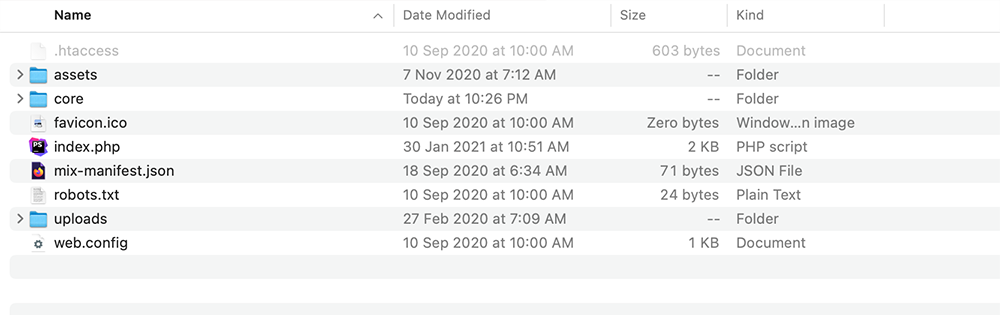 Name Date Modified Size Kind
.htaccess 10 Sep 2020 at 10:00 AM 603 bytes Document
assets 7 Nov 2020 at 7:12 AM -- Folder
core Today at 10:26 PM -- Folder
favicon.ico 10 Sep 2020 at 10:00 AM Zero bytes Window...n image
PS index.php 30 Jan 2021 at 10:51 AM 2 KB PHP script
mix-manifest.json 18 Sep 2020 at 6:34 AM 71 bytes JSON File
robots.txt 10 Sep 2020 at 10:00 AM 24 bytes Plain Text
uploads 27 Feb 2020 at 7:09 AM -- Folder
web.config 10 Sep 2020 at 10:00 AM 1 KB Document